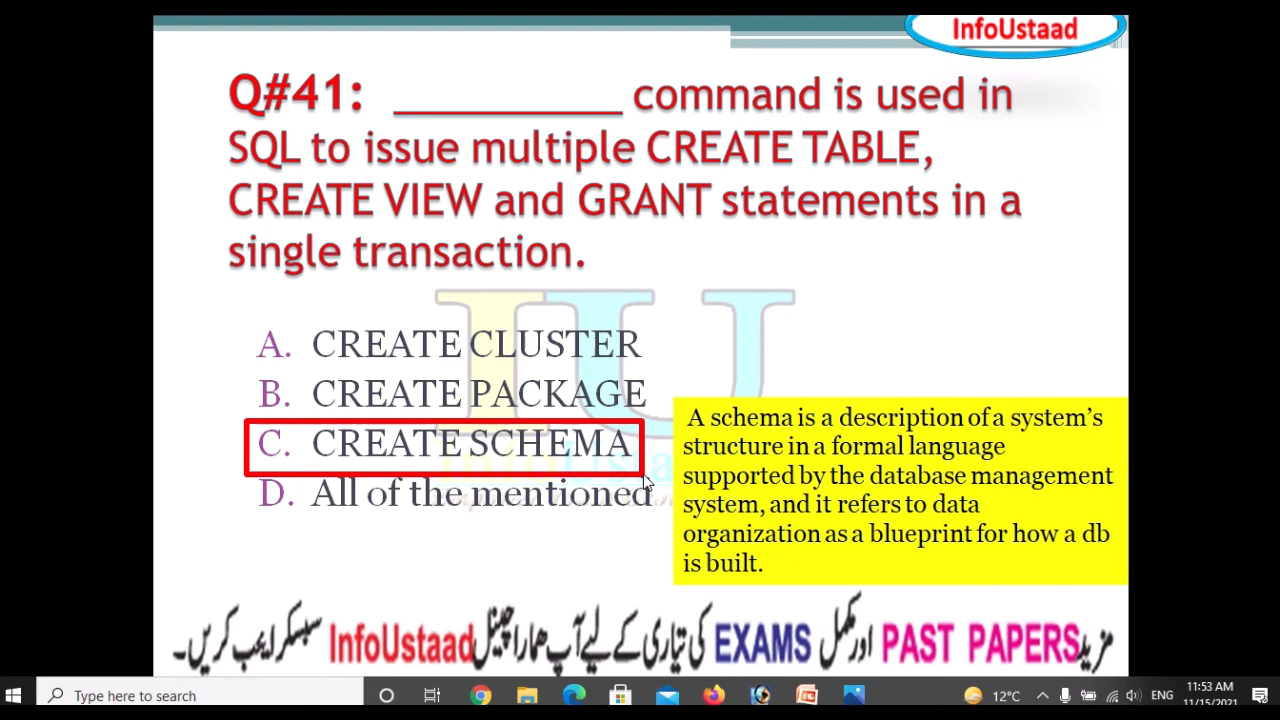 InfoUstaad
Q#41: __________ command is used in
SQL to issue multiple CREATE TABLE,
CREATE VIEW and GRANT statements in a
single transaction.
A. CREATE CLUSTER
B. CREATE PACKAGE
C. CREATE SCHEMA
D. All of the mentioned
A schema is a description of a system's
structure in a formal language
supported by the database management
system, and it refers to data
organization as a blueprint for how a db
is built.
مزید PAST PAPERS اور مکمل EXAMS کی تیاری کے لیے آپ ہمارا چینل InfoUstaad سبسکرائب کریں۔
Type here to search
12°C
ENG
11:53 AM
11/15/2021